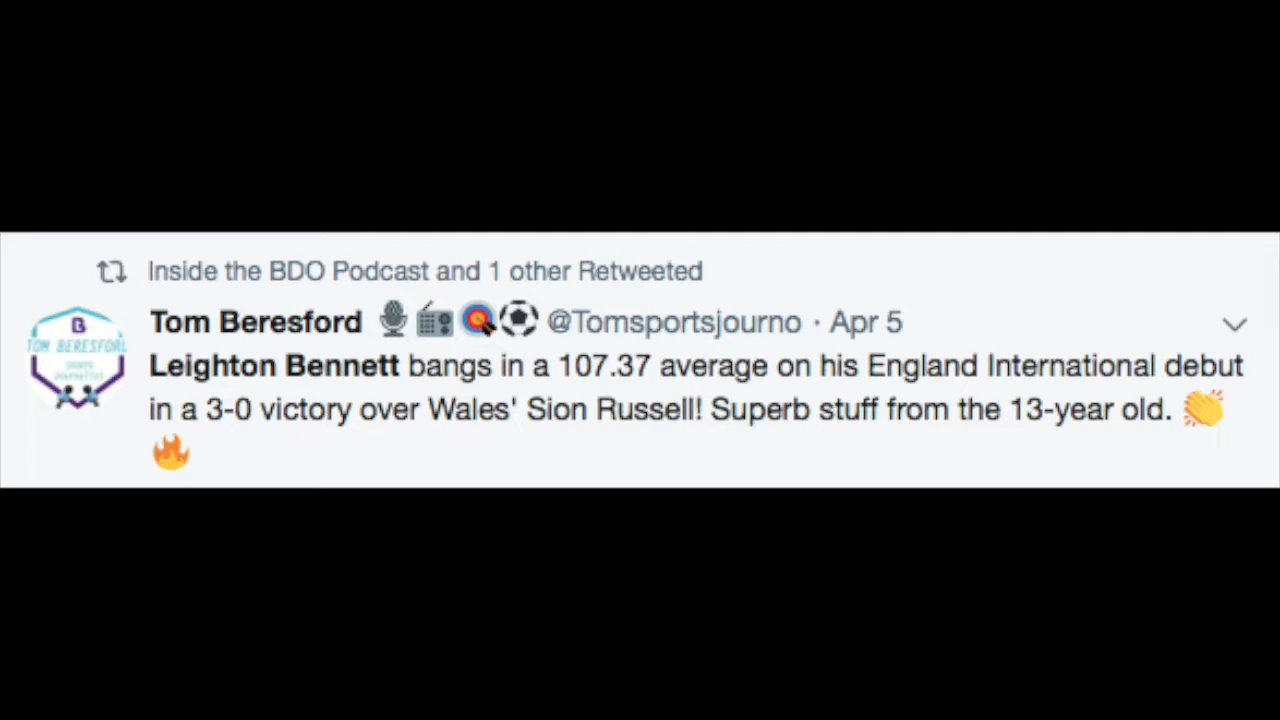 Inside the BDO Podcast and 1 other Retweeted
Tom Beresford 🎙📻🎯⚽ @Tomsportsjourno · Apr 5
B
TOM BERESFORD
Leighton Bennett bangs in a 107.37 average on his England International debut
in a 3-0 victory over Wales' Sion Russell! Superb stuff from the 13-year old. 👏
🔥